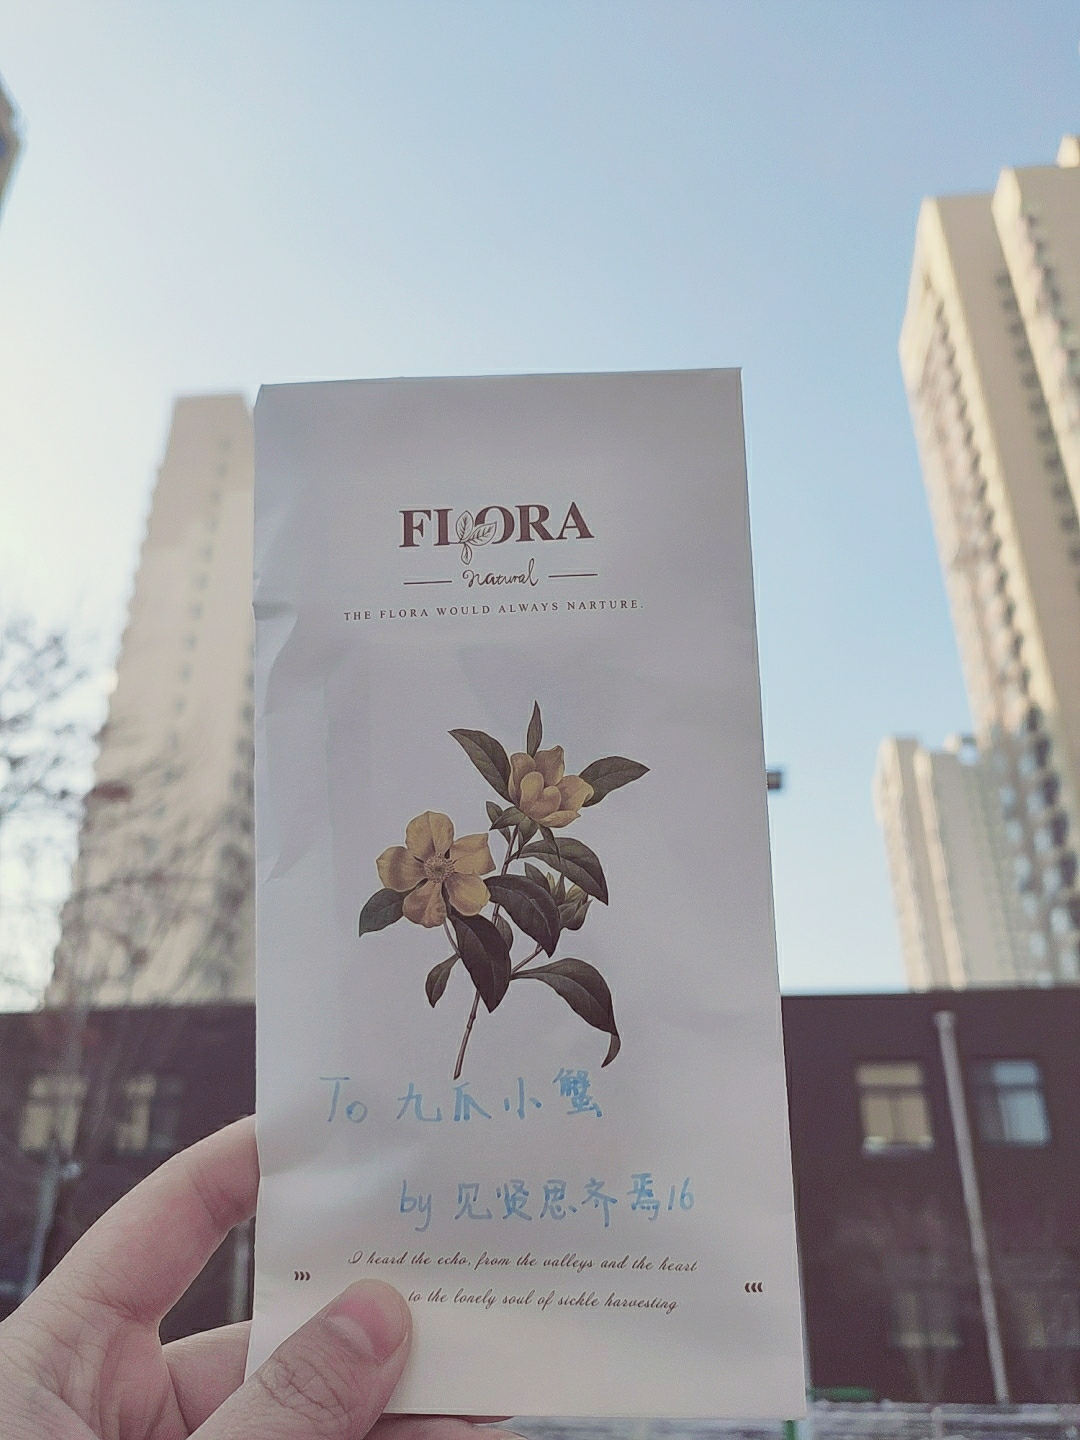 FLORA
natural
THE FLORA WOULD ALWAYS NARTURE.
To 九爪小蟹
by 见贤思齐焉16
I heard the echo, from the valleys and the heart
to the lonely soul of sickle harvesting